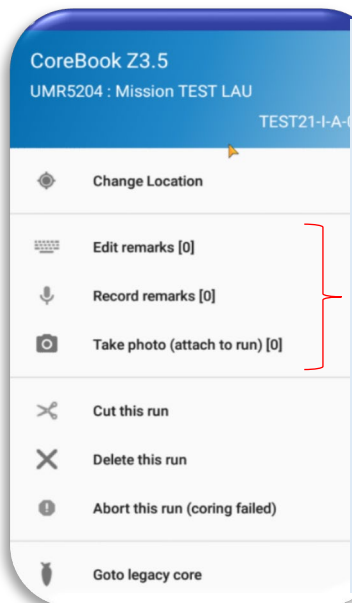 CoreBook Z3.5
UMR5204 : Mission TEST LAU
TEST21-I-A-
Change Location
Edit remarks [0]
Record remarks [0]
Take photo (attach to run) [0]
Cut this run
Delete this run
Abort this run (coring failed)
Goto legacy core